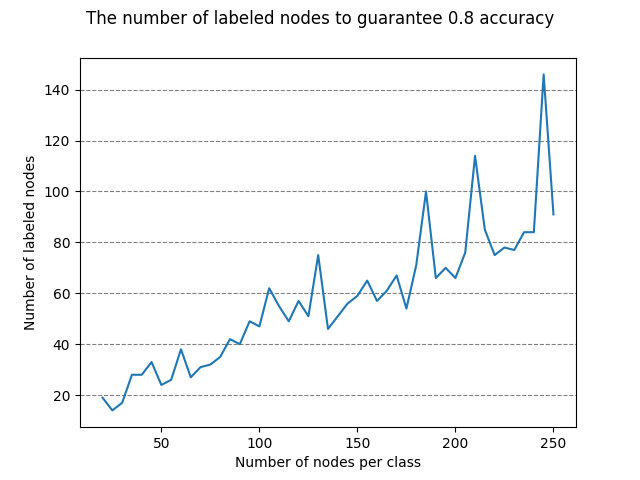 The number of labeled nodes to guarantee 0.8 accuracy
140
120
100
80
60
40
20
Number of labeled nodes
50 100 150 200 250
Number of nodes per class